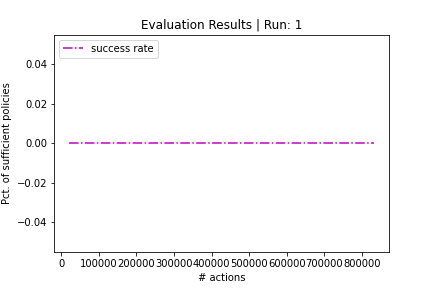 Evaluation Results | Run: 1
success rate
Pct. of sufficient policies
0.04
0.02
0.00
−0.02
−0.04
0 100000 200000 300000 400000 500000 600000 700000 800000
# actions